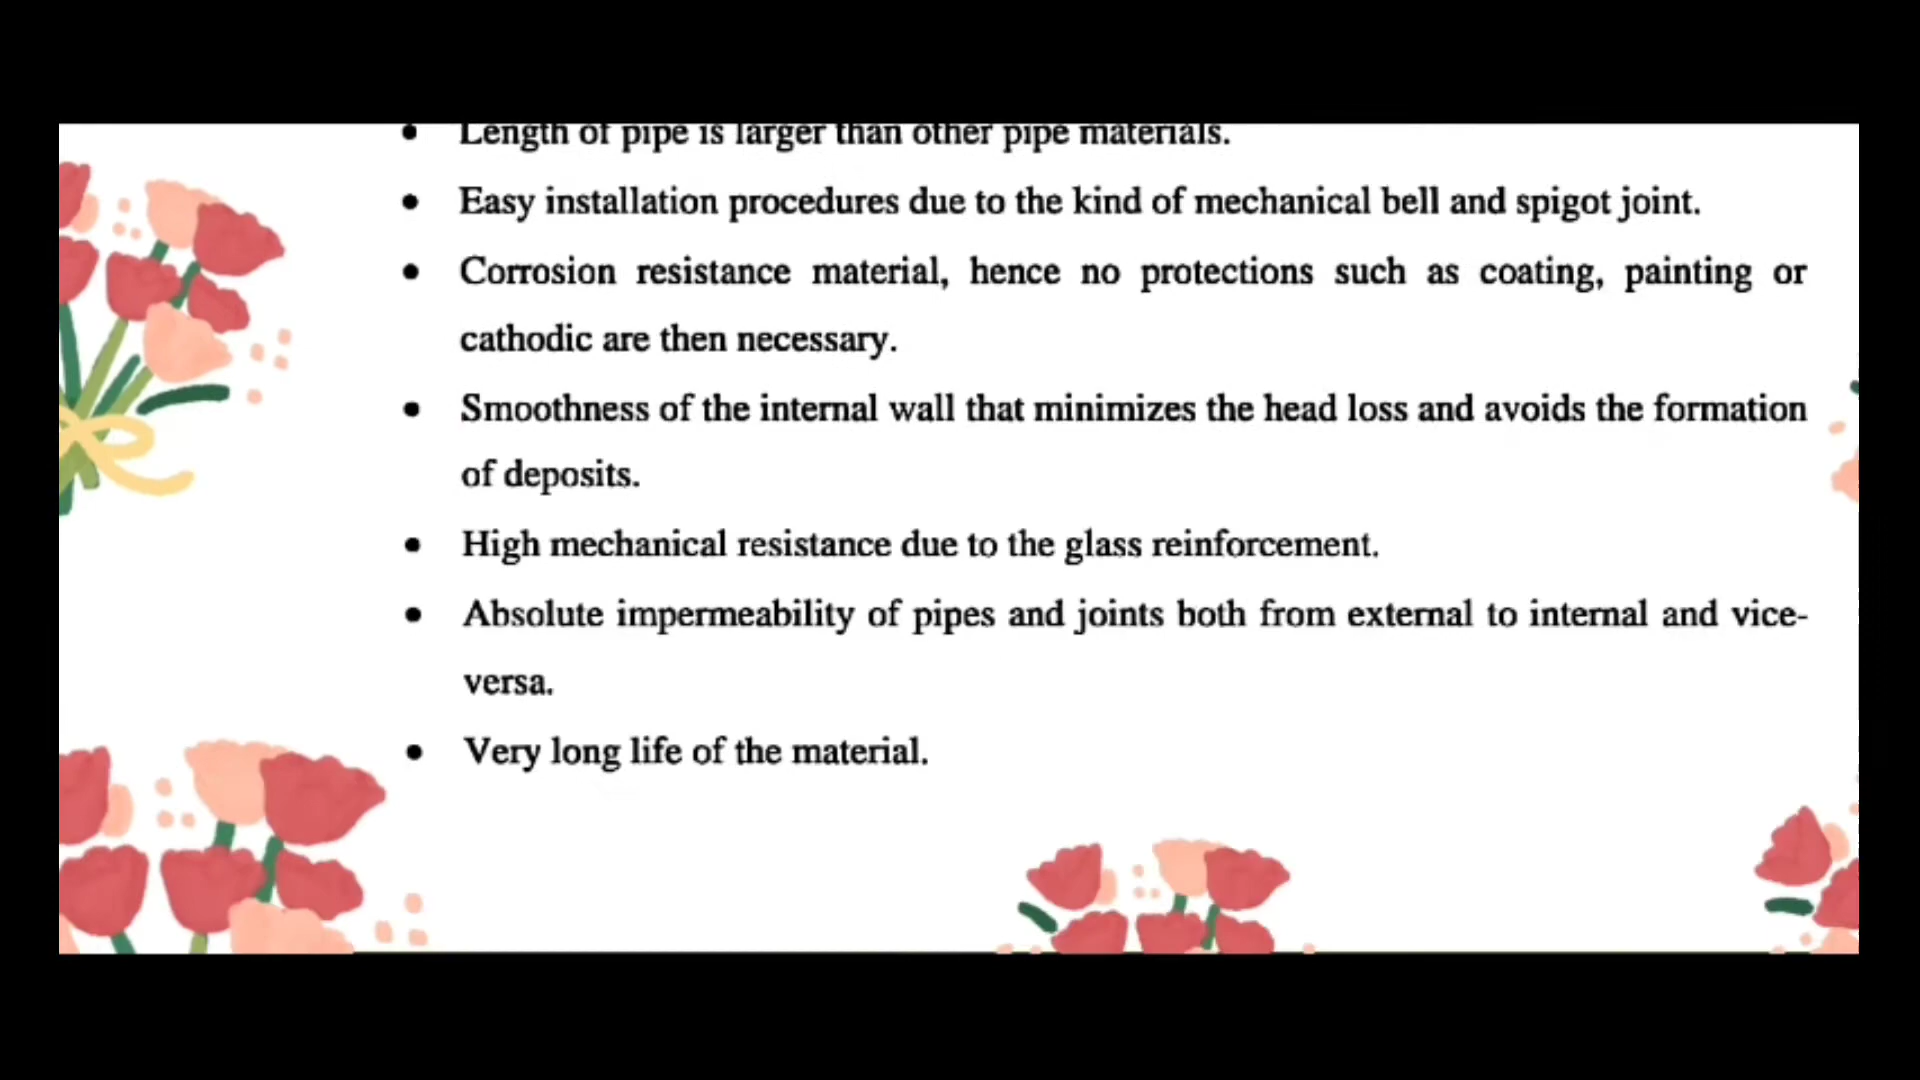 • Length of pipe is larger than other pipe materials.
• Easy installation procedures due to the kind of mechanical bell and spigot joint.
• Corrosion resistance material, hence no protections such as coating, painting or
cathodic are then necessary.
• Smoothness of the internal wall that minimizes the head loss and avoids the formation
of deposits.
• High mechanical resistance due to the glass reinforcement.
• Absolute impermeability of pipes and joints both from external to internal and vice-
versa.
• Very long life of the material.